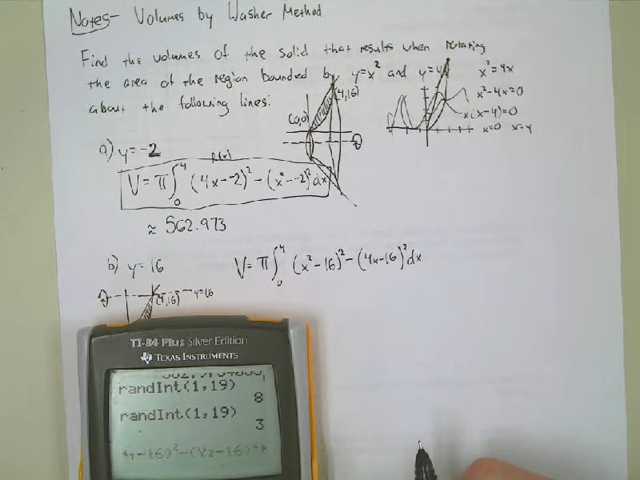 Notes- Volumes by Washer Method
Find the volumes of the solid that results when rotating
the area of the region bounded by y=x² and y=4x
about the following lines:
x²=4x
x²-4x=0
x(x-4)=0
x=0 x=4
(0,0)
(4,16)
a) y=-2
R(x)
V= π∫₀⁴ (4x--2)² - (x²--2)² dx
≈ 562.973
b) y=16
V= π∫₀⁴ (x²-16)² - (4x-16)² dx
(4,16)
y=16
TI-84 Plus Silver Edition
TEXAS INSTRUMENTS
randInt(1,19)
8
randInt(1,19)
3